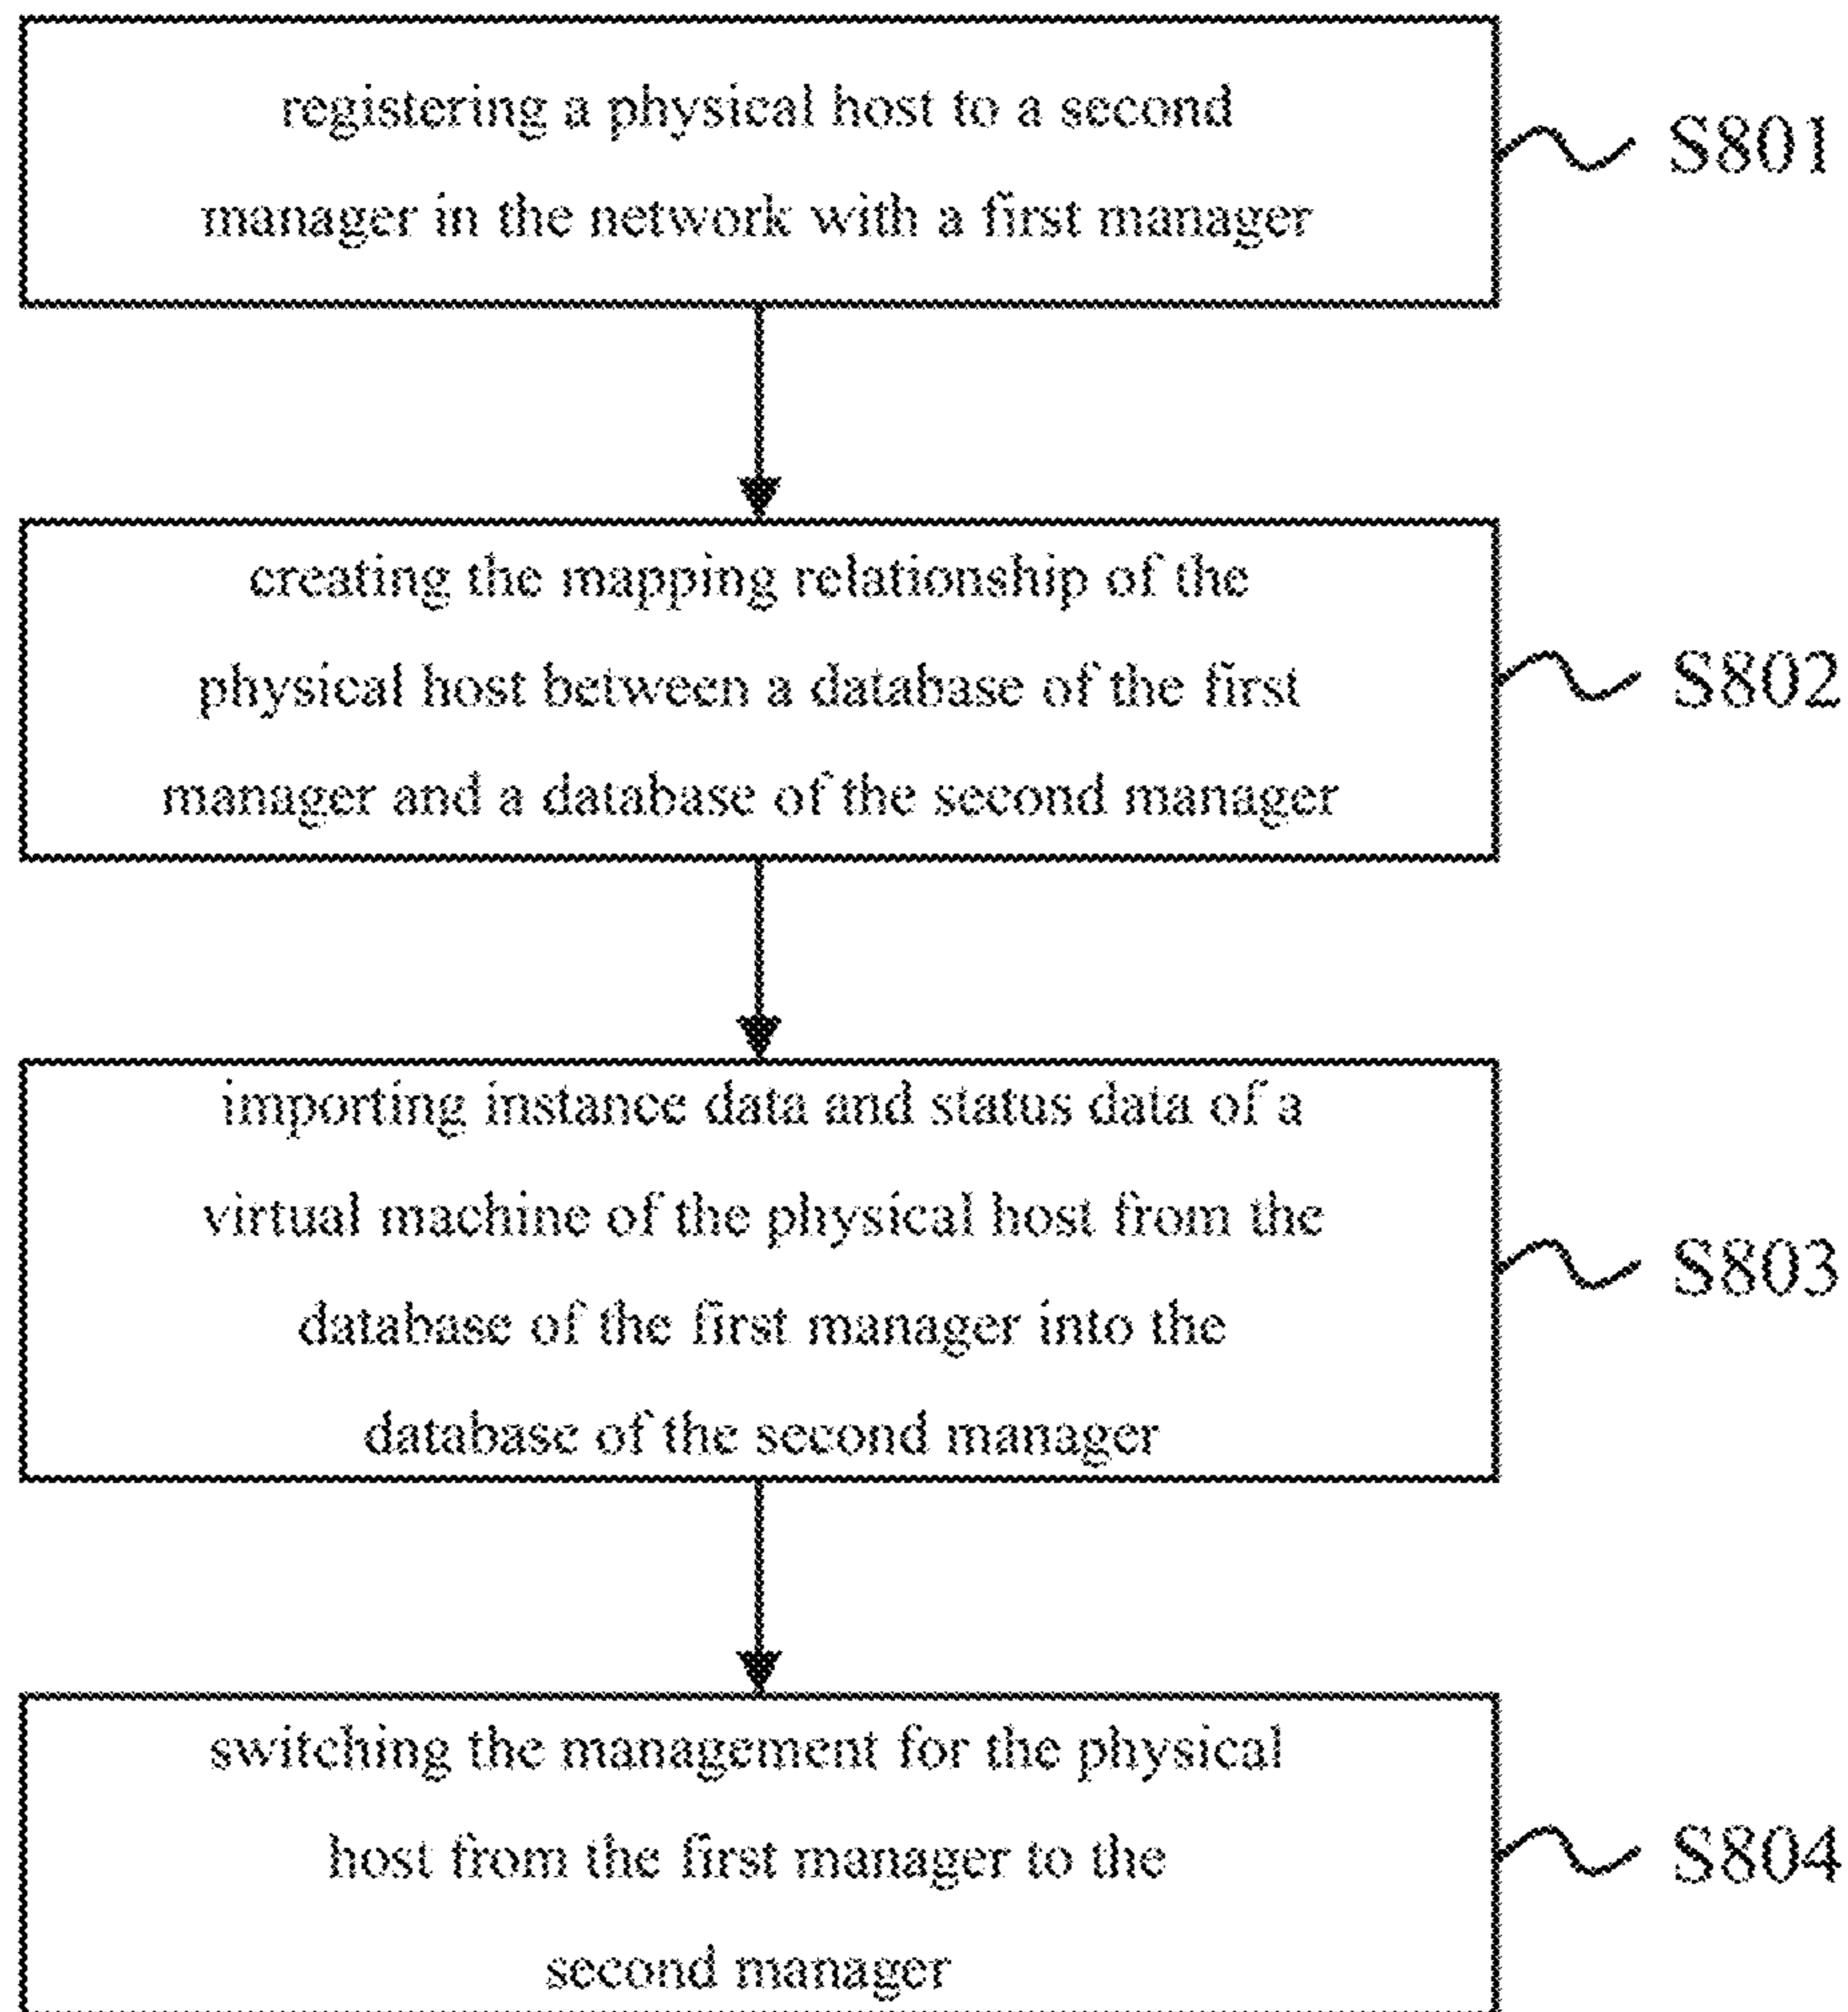 registering a physical host to a second
manager in the network with a first manager
S801
creating the mapping relationship of the
physical host between a database of the first
manager and a database of the second manager
S802
importing instance data and status data of a
virtual machine of the physical host from the
database of the first manager into the
database of the second manager
S803
switching the management for the physical
host from the first manager to the
second manager
S804